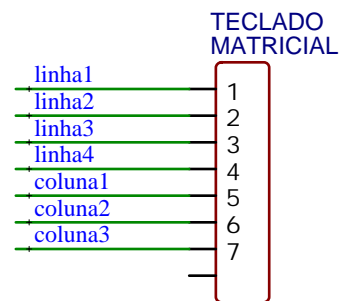 TECLADO
MATRICIAL
linha1 1
linha2 2
linha3 3
linha4 4
coluna1 5
coluna2 6
coluna3 7